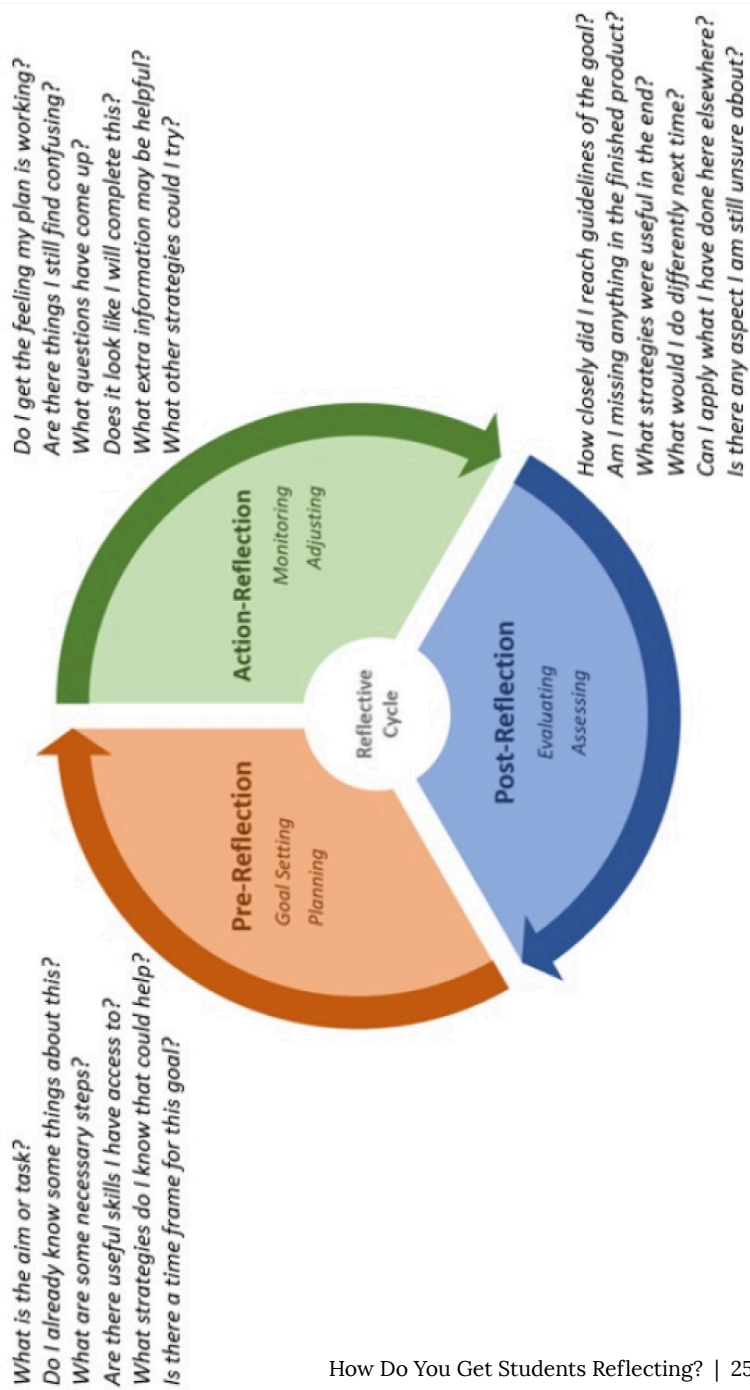 What is the aim or task?
Do I already know some things about this?
What are some necessary steps?
Are there useful skills I have access to?
What strategies do I know that could help?
Is there a time frame for this goal?
Do I get the feeling my plan is working?
Are there things I still find confusing?
What questions have come up?
Does it look like I will complete this?
What extra information may be helpful?
What other strategies could I try?
Pre-Reflection
Goal Setting
Planning
Action-Reflection
Monitoring
Adjusting
Reflective
Cycle
Post-Reflection
Evaluating
Assessing
How closely did I reach guidelines of the goal?
Am I missing anything in the finished product?
What strategies were useful in the end?
What would I do differently next time?
Can I apply what I have done here elsewhere?
Is there any aspect I am still unsure about?
How Do You Get Students Reflecting? | 25